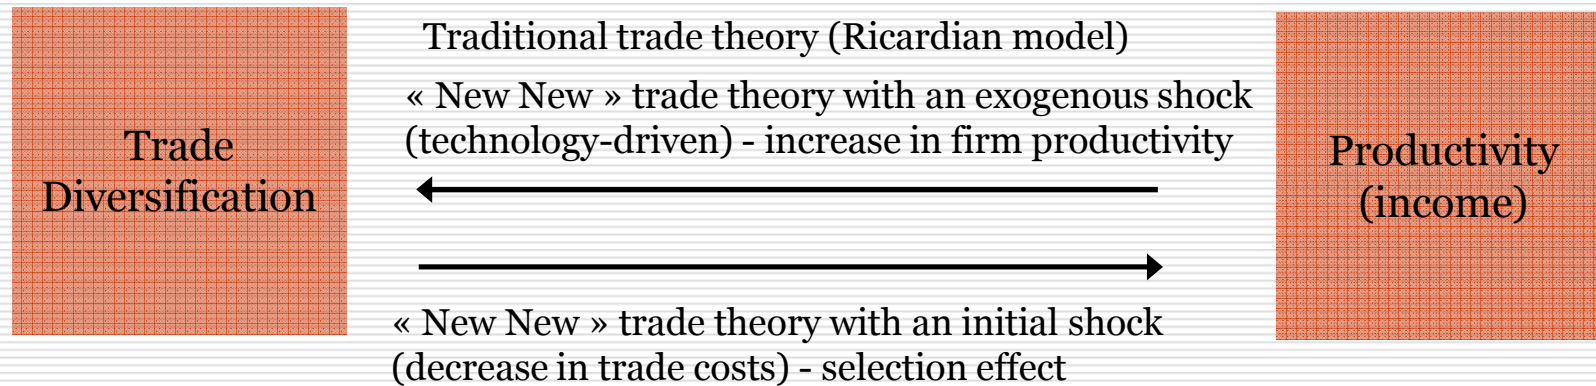 Trade
Diversification
Traditional trade theory (Ricardian model)
« New New » trade theory with an exogenous shock
(technology-driven) - increase in firm productivity
« New New » trade theory with an initial shock
(decrease in trade costs) - selection effect
Productivity
(income)